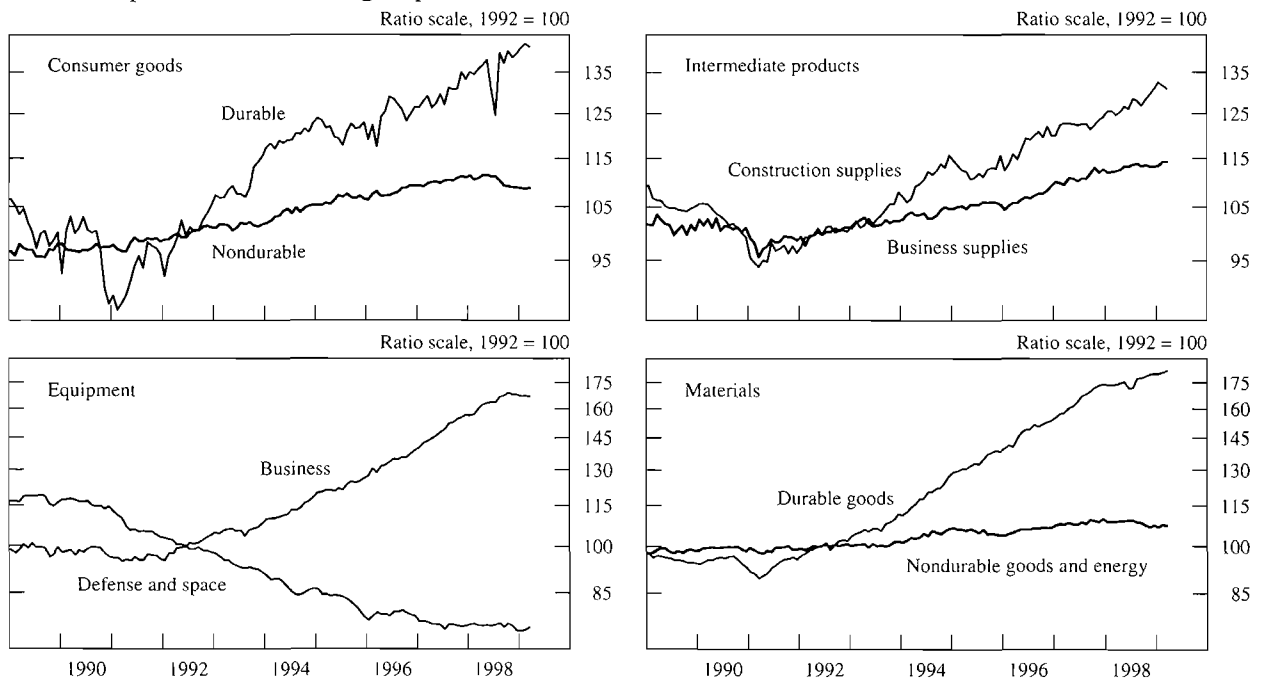 Ratio scale, 1992 = 100
Consumer goods
Durable
Nondurable
135
125
115
105
95
Ratio scale, 1992 = 100
Intermediate products
Construction supplies
Business supplies
135
125
115
105
95
Ratio scale, 1992 = 100
Equipment
Business
Defense and space
175
160
145
130
115
100
85
1990 1992 1994 1996 1998
Ratio scale, 1992 = 100
Materials
Durable goods
Nondurable goods and energy
175
160
145
130
115
100
85
1990 1992 1994 1996 1998